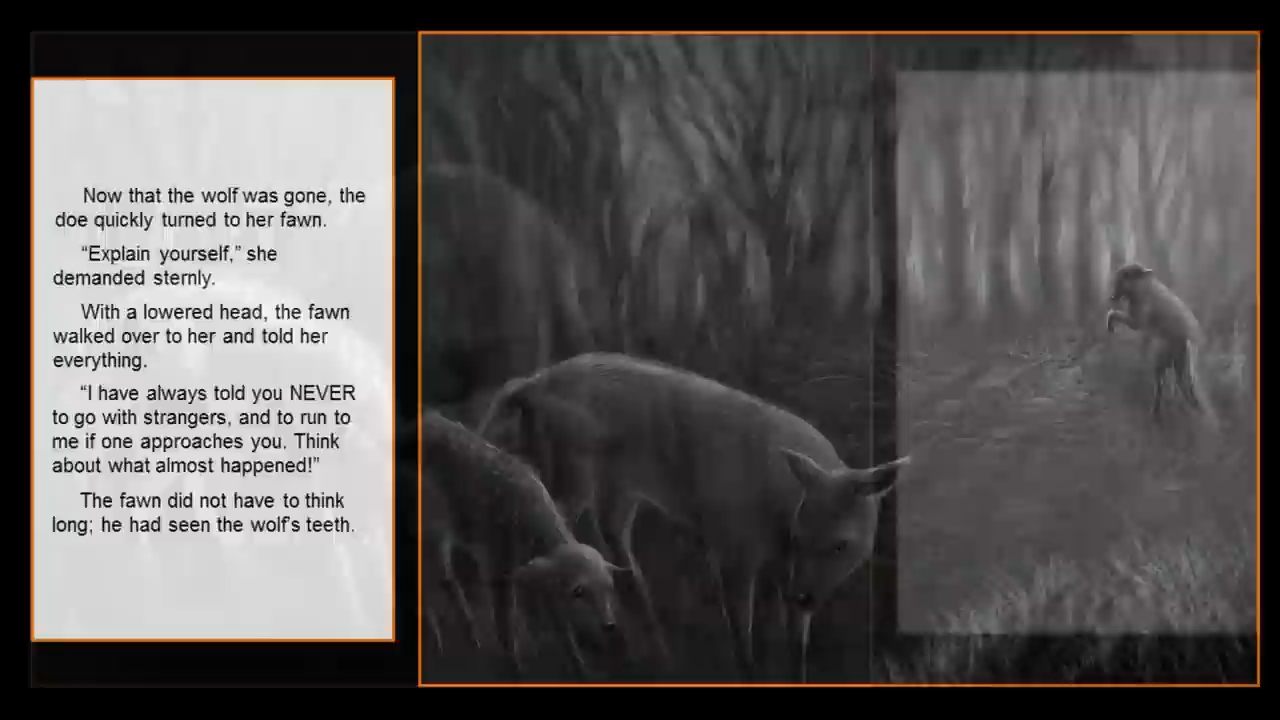 Now that the wolf was gone, the
doe quickly turned to her fawn.
“Explain yourself,” she
demanded sternly.
With a lowered head, the fawn
walked over to her and told her
everything.
“I have always told you NEVER
to go with strangers, and to run to
me if one approaches you. Think
about what almost happened!”
The fawn did not have to think
long; he had seen the wolf’s teeth.